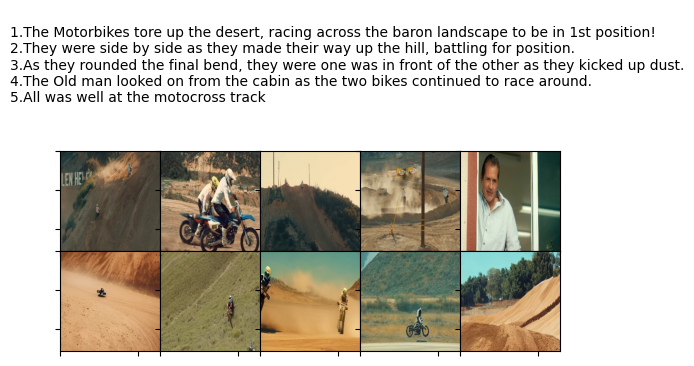 1.The Motorbikes tore up the desert, racing across the baron landscape to be in 1st position!
2.They were side by side as they made their way up the hill, battling for position.
3.As they rounded the final bend, they were one was in front of the other as they kicked up dust.
4.The Old man looked on from the cabin as the two bikes continued to race around.
5.All was well at the motocross track
LEN HEL